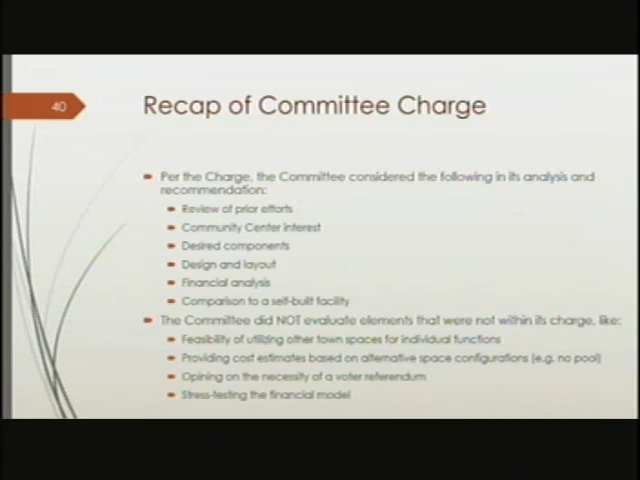 40
Recap of Committee Charge
Per the Charge, the Committee considered the following in its analysis and
recommendation:
Review of prior efforts
Community Center interest
Desired components
Design and layout
Financial analysis
Comparison to a self-built facility
The Committee did NOT evaluate elements that were not within its charge, like:
Feasibility of utilizing other town spaces for individual functions
Providing cost estimates based on alternative space configurations (e.g. no pool)
Opining on the necessity of a voter referendum
Stress-testing the financial model